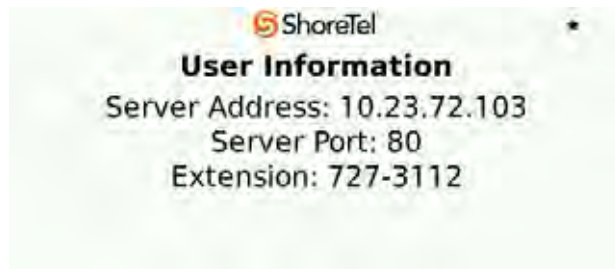 ShoreTel
*
User Information
Server Address: 10.23.72.103
Server Port: 80
Extension: 727-3112